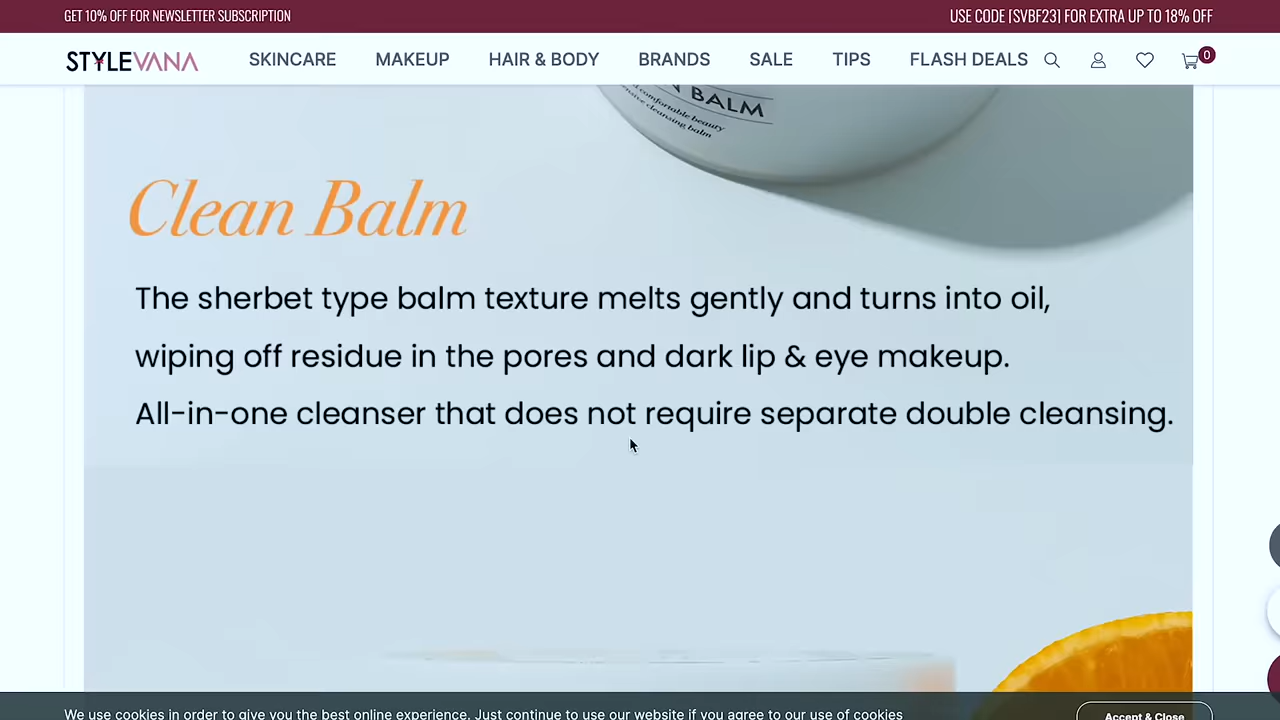 GET 10% OFF FOR NEWSLETTER SUBSCRIPTION
USE CODE [SVBF23] FOR EXTRA UP TO 18% OFF
STYLEVANA
SKINCARE MAKEUP HAIR & BODY BRANDS SALE TIPS FLASH DEALS 0
BALM
comfortable beauty
cleansing balm
Clean Balm
The sherbet type balm texture melts gently and turns into oil,
wiping off residue in the pores and dark lip & eye makeup.
All-in-one cleanser that does not require separate double cleansing.
We use cookies in order to give you the best online experience. Just continue to use our website if you agree to our use of cookies
Accept & Close